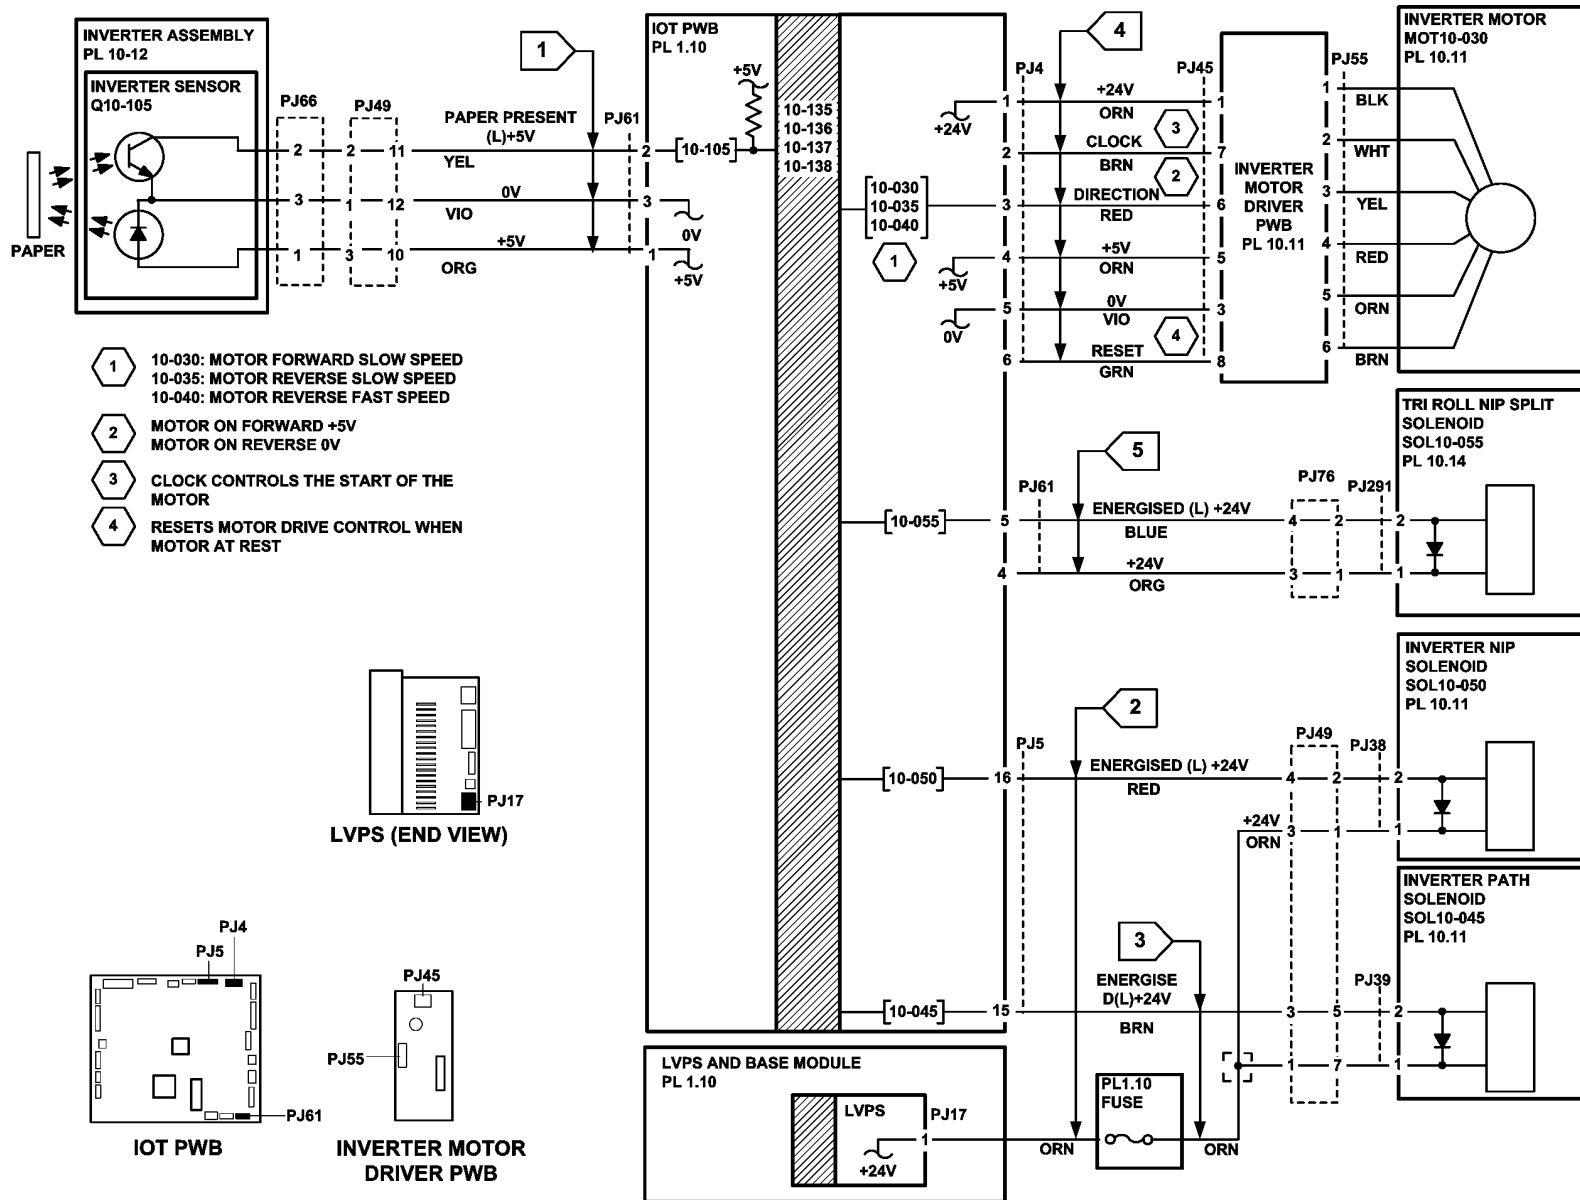 INVERTER ASSEMBLY
PL 10-12
INVERTER SENSOR
Q10-105
PAPER
PJ66
PJ49
2
2
11
3
1
12
1
3
10
PAPER PRESENT
(L)+5V
YEL
0V
VIO
+5V
ORG
1
PJ61
2
3
1
IOT PWB
PL 1.10
+5V
10-105
0V
+5V
10-135
10-136
10-137
10-138
10-030
10-035
10-040
1
+24V
+5V
0V
PJ4
1
2
3
4
5
6
4
+24V
ORN
CLOCK
BRN
DIRECTION
RED
+5V
ORN
0V
VIO
RESET
GRN
3
2
4
PJ45
1
7
6
5
3
8
INVERTER
MOTOR
DRIVER
PWB
PL 10.11
PJ55
1
2
3
4
5
6
BLK
WHT
YEL
RED
ORN
BRN
INVERTER MOTOR
MOT10-030
PL 10.11
1
10-030: MOTOR FORWARD SLOW SPEED
10-035: MOTOR REVERSE SLOW SPEED
10-040: MOTOR REVERSE FAST SPEED
2
MOTOR ON FORWARD +5V
MOTOR ON REVERSE 0V
3
CLOCK CONTROLS THE START OF THE
MOTOR
4
RESETS MOTOR DRIVE CONTROL WHEN
MOTOR AT REST
10-055
PJ61
5
4
5
ENERGISED (L) +24V
BLUE
+24V
ORG
PJ76
4
2
3
1
PJ291
2
1
TRI ROLL NIP SPLIT
SOLENOID
SOL10-055
PL 10.14
PJ17
LVPS (END VIEW)
10-050
PJ5
16
2
ENERGISED (L) +24V
RED
+24V
ORN
PJ49
4
2
3
1
PJ38
2
1
INVERTER NIP
SOLENOID
SOL10-050
PL 10.11
10-045
15
3
ENERGISE
D(L)+24V
BRN
3
5
1
7
PJ39
2
1
INVERTER PATH
SOLENOID
SOL10-045
PL 10.11
PJ4
PJ5
PJ61
IOT PWB
PJ45
PJ55
INVERTER MOTOR
DRIVER PWB
LVPS AND BASE MODULE
PL 1.10
LVPS
+24V
PJ17
1
ORN
PL1.10
FUSE
ORN